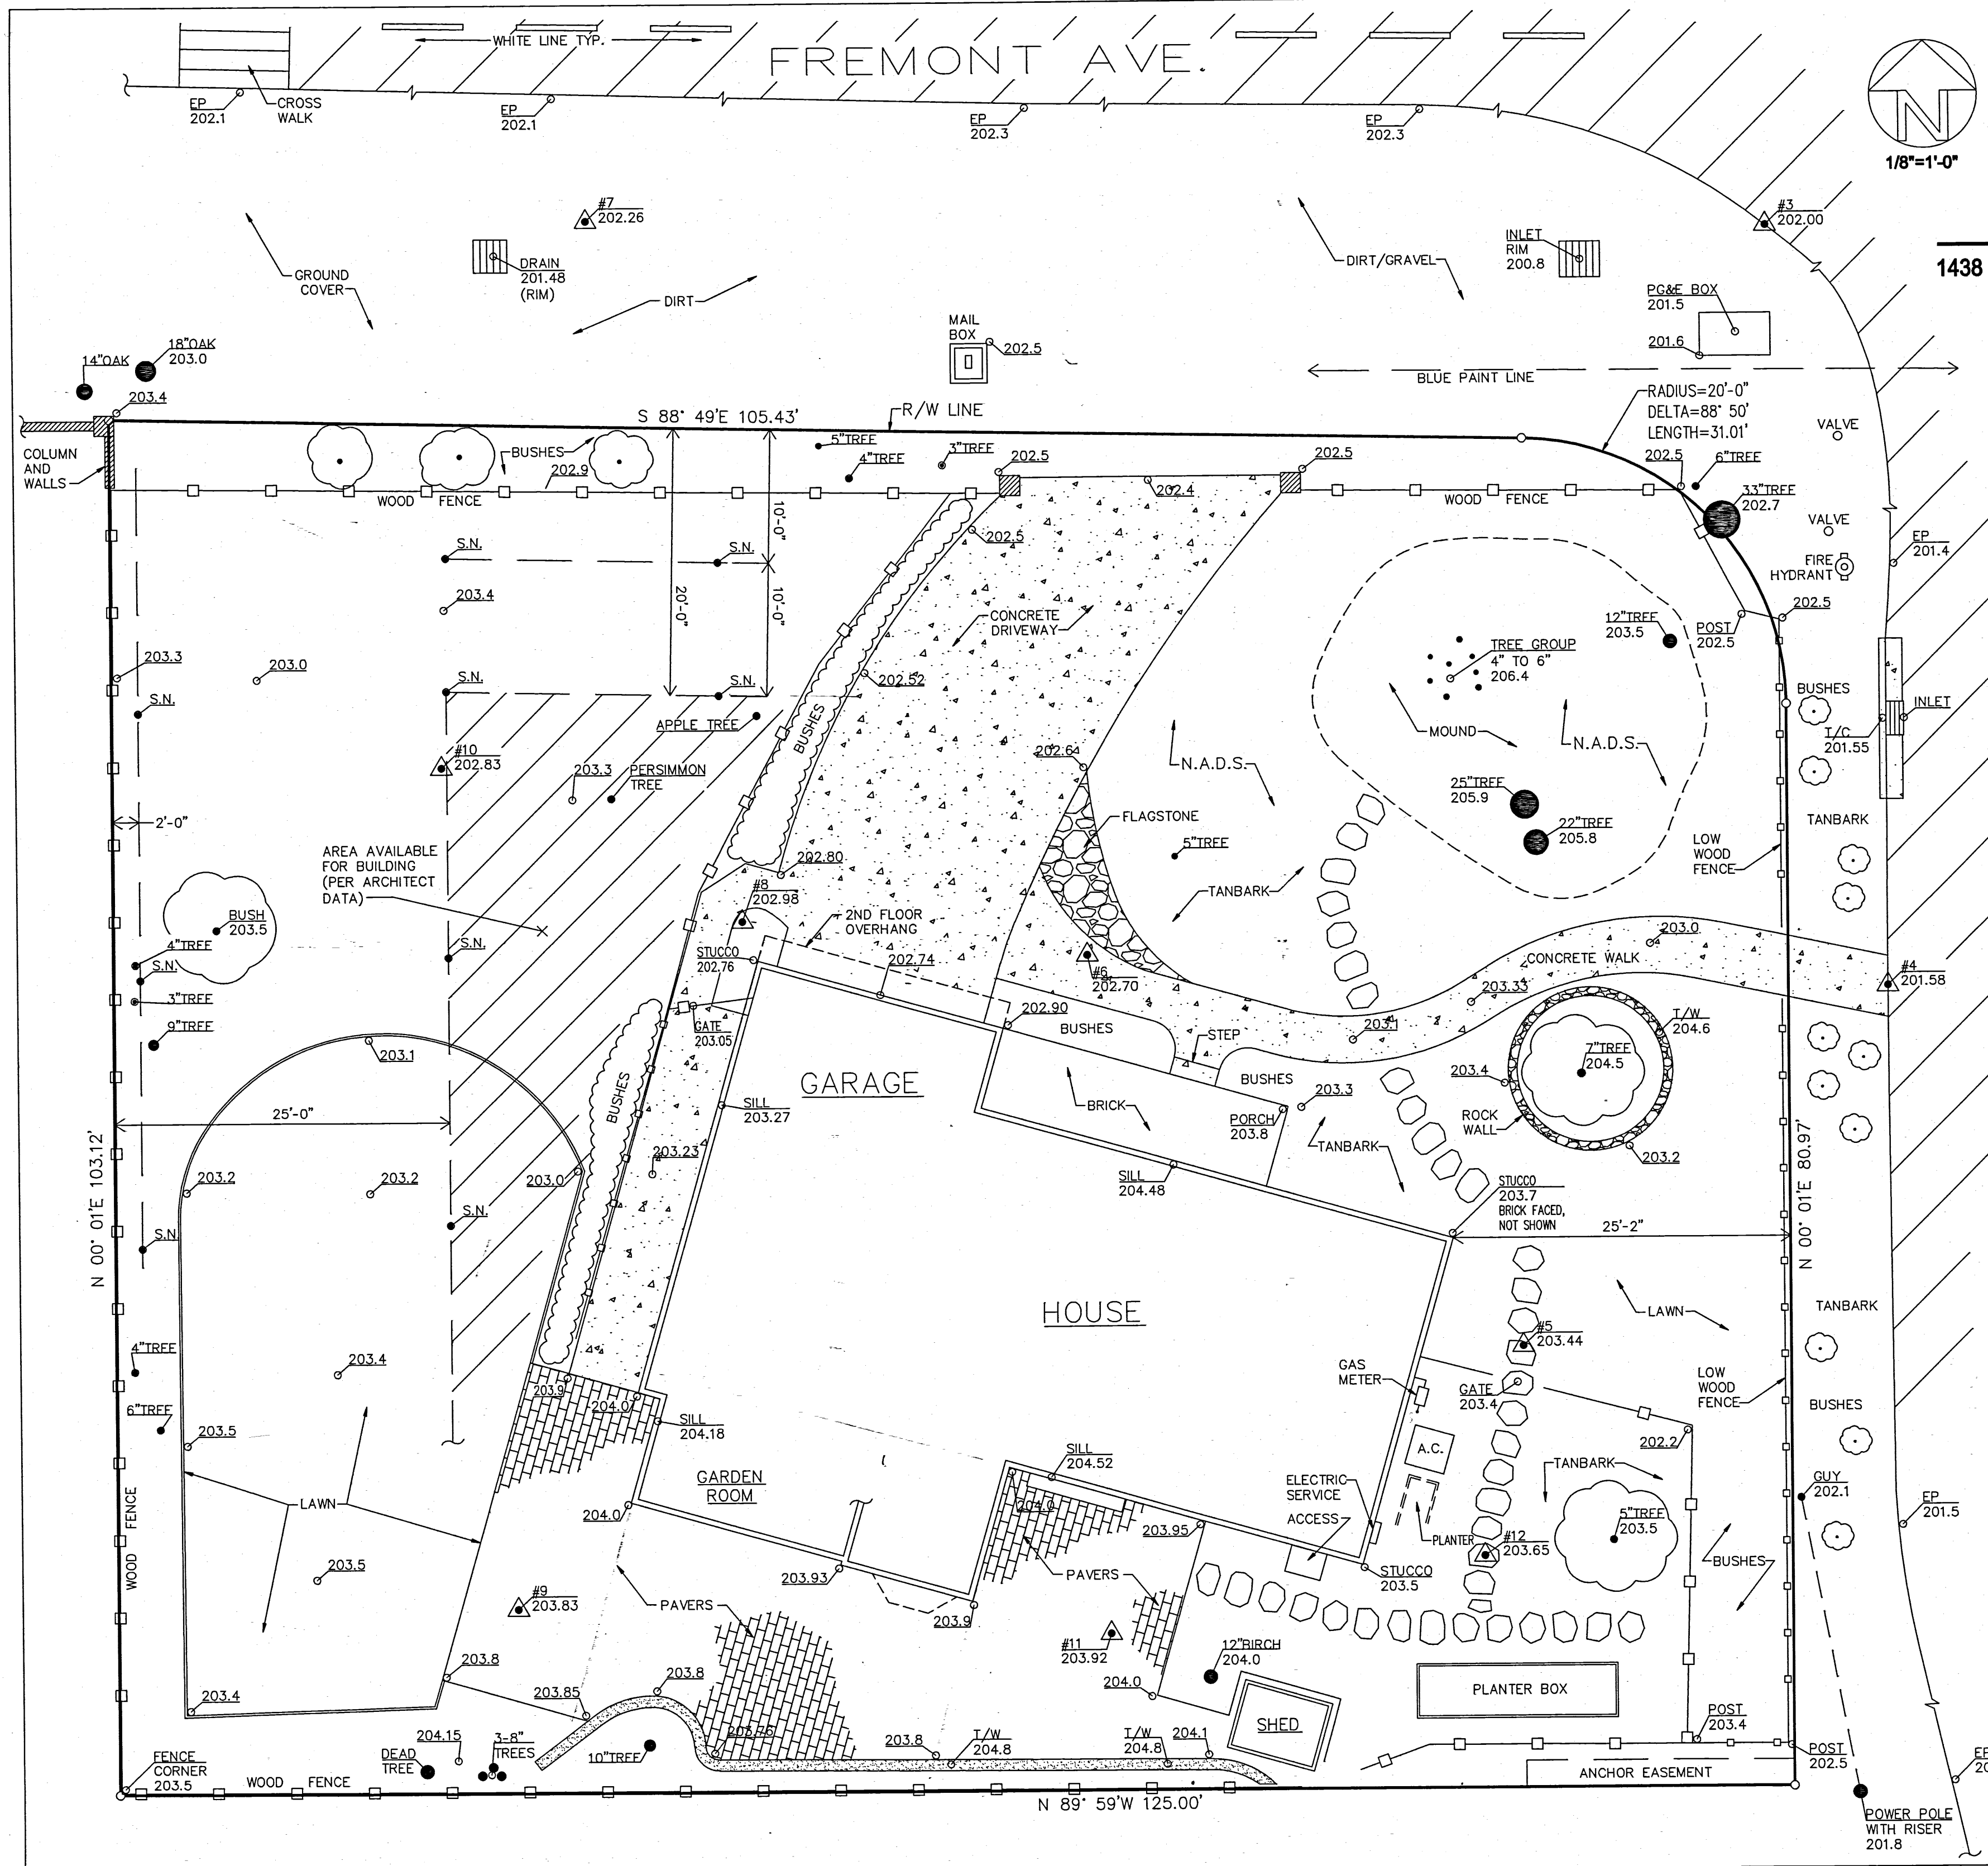 WHITE LINE TYP.
FREMONT AVE.
N
1/8"=1'-0"
EP
202.1
CROSS
WALK
EP
202.1
EP
202.3
EP
202.3
#7
202.26
#3
202.00
1438
DRAIN
201.48
(RIM)
GROUND
COVER
DIRT
DIRT/GRAVEL
INLET
RIM
200.8
PG&E BOX
201.5
201.6
MAIL
BOX
202.5
BLUE PAINT LINE
14"OAK
18"OAK
203.0
203.4
S 88° 49'E 105.43'
R/W LINE
RADIUS=20'-0"
DELTA=88° 50'
LENGTH=31.01'
VALVE
COLUMN
AND
WALLS
BUSHES
202.9
WOOD FENCE
5"TREE
4"TREE
3"TREE
202.5
202.4
202.5
WOOD FENCE
202.5
6"TREE
33"TREE
202.7
VALVE
FIRE
HYDRANT
EP
201.4
10'-0"
20'-0"
10'-0"
S.N.
S.N.
203.4
202.5
CONCRETE
DRIVEWAY
12"TREE
203.5
POST
202.5
202.5
203.3
203.0
S.N.
S.N.
S.N.
202.52
TREE GROUP
4" TO 6"
206.4
BUSHES
INLET
T/C
201.55
APPLE TREE
BUSHES
MOUND
N.A.D.S.
N.A.D.S.
#10
202.83
203.3
PERSIMMON
TREE
202.6
25"TREE
205.9
22"TREE
205.8
TANBARK
2'-0"
FLAGSTONE
5"TREE
LOW
WOOD
FENCE
AREA AVAILABLE
FOR BUILDING
(PER ARCHITECT
DATA)
202.80
#8
202.98
TANBARK
BUSH
203.5
2ND FLOOR
OVERHANG
4"TREE
S.N.
S.N.
STUCCO
202.76
202.74
#6
202.70
203.0
CONCRETE WALK
#4
201.58
3"TREE
9"TREE
GATE
203.05
202.90
BUSHES
STEP
203.33
203.1
T/W
204.6
7"TREE
204.5
203.1
GARAGE
BUSHES
BRICK
BUSHES
203.3
203.4
ROCK
WALL
SILL
203.27
PORCH
203.8
TANBARK
203.2
25'-0"
203.23
203.0
203.2
203.2
S.N.
SILL
204.48
STUCCO
203.7
BRICK FACED,
NOT SHOWN
25'-2"
N 00° 01'E 103.12'
N 00° 01'E 80.97'
S.N.
HOUSE
LAWN
TANBARK
#5
203.44
4"TREE
203.4
GAS
METER
GATE
203.4
LOW
WOOD
FENCE
BUSHES
203.9
204.0
6"TREE
203.5
SILL
204.18
202.2
A.C.
GARDEN
ROOM
SILL
204.52
TANBARK
GUY
202.1
LAWN
204.0
204.0
ELECTRIC
SERVICE
ACCESS
203.95
PLANTER
#12
203.65
5"TREE
203.5
EP
201.5
WOOD FENCE
203.5
203.93
PAVERS
STUCCO
203.5
BUSHES
#9
203.83
PAVERS
203.9
#11
203.92
12"BIRCH
204.0
203.8
203.8
203.4
203.85
204.0
PLANTER BOX
SHED
POST
203.4
204.15
3-8"
TREES
DEAD
TREE
10"TREE
203.76
203.8
T/W
204.8
T/W
204.8
204.1
POST
202.5
FENCE
CORNER
203.5
WOOD FENCE
ANCHOR EASEMENT
N 89° 59'W 125.00'
POWER POLE
WITH RISER
201.8